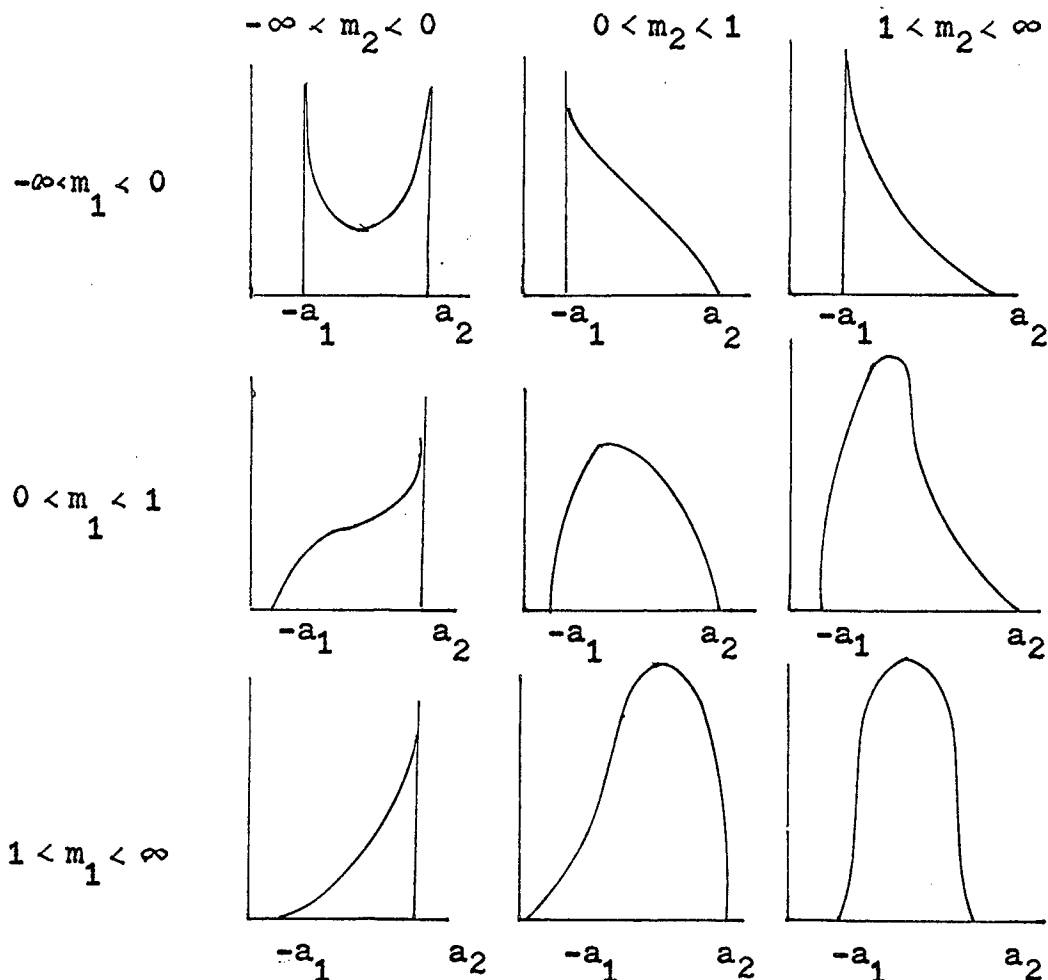 -∞ < m₂ < 0 0 < m₂ < 1 1 < m₂ < ∞
-∞ < m₁ < 0
-a₁ a₂ -a₁ a₂ -a₁ a₂
0 < m₁ < 1
-a₁ a₂ -a₁ a₂ -a₁ a₂
1 < m₁ < ∞
-a₁ a₂ -a₁ a₂ -a₁ a₂